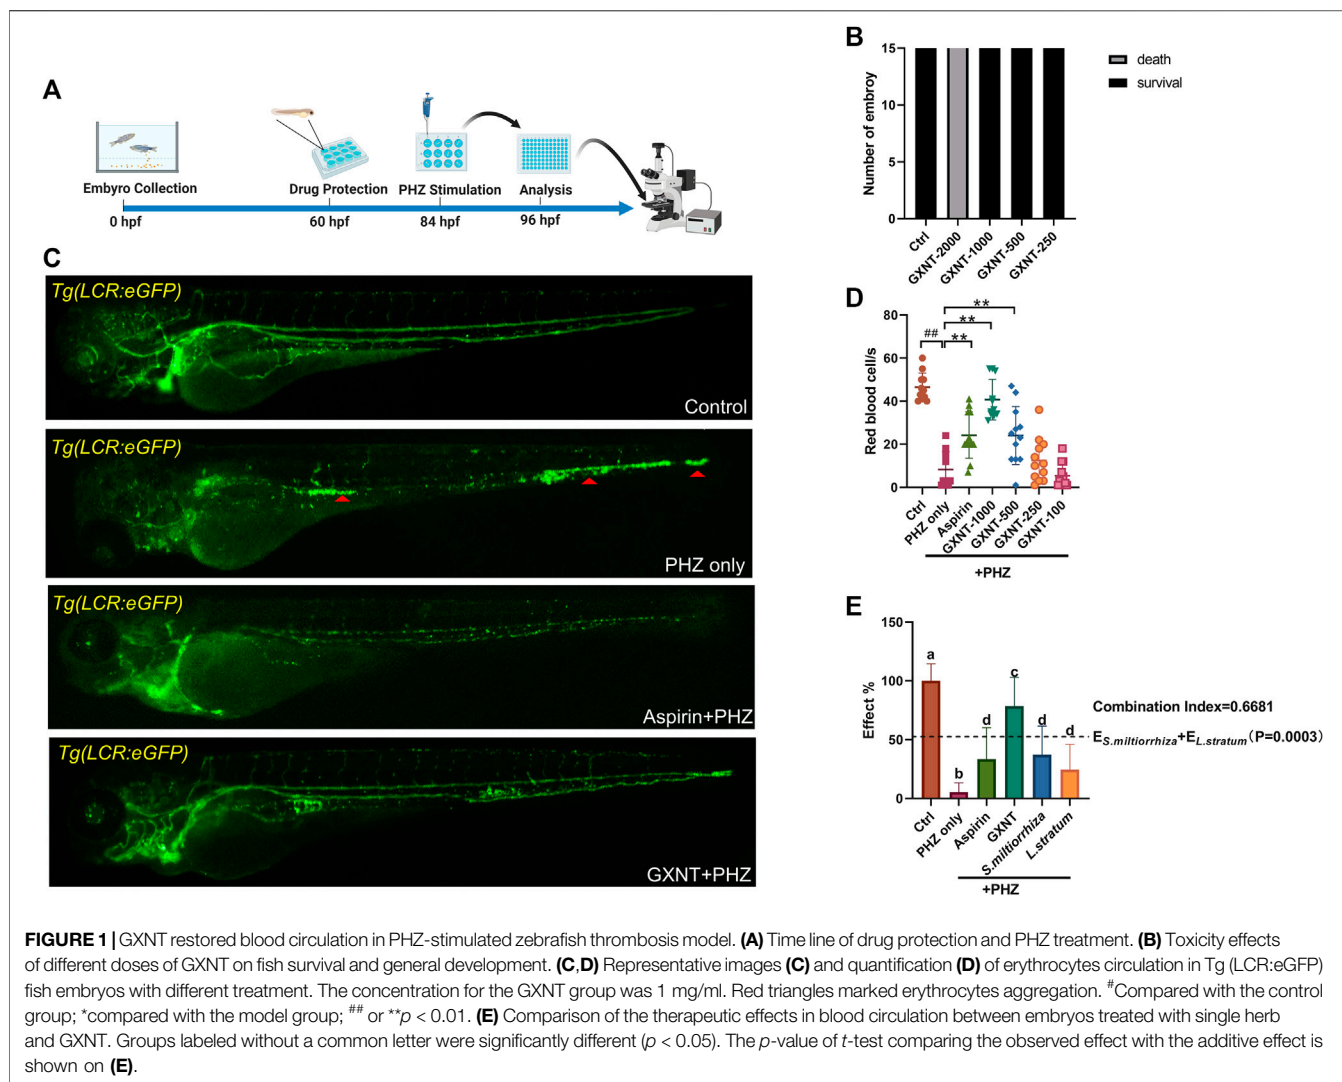 A
Embyro Collection
Drug Protection
PHZ Stimulation
Analysis
0 hpf
60 hpf
84 hpf
96 hpf
B
Number of embroy
15
10
5
0
Ctrl
GXNT-2000
GXNT-1000
GXNT-500
GXNT-250
death
survival
C
Tg(LCR:eGFP)
Control
Tg(LCR:eGFP)
PHZ only
Tg(LCR:eGFP)
Aspirin+PHZ
Tg(LCR:eGFP)
GXNT+PHZ
D
Red blood cell/s
80
60
40
20
0
##
**
**
**
Ctrl
PHZ only
Aspirin
GXNT-1000
GXNT-500
GXNT-250
GXNT-100
+PHZ
E
Effect %
150
100
50
0
a
b
d
c
d
d
Combination Index=0.6681
E S.miltiorrhiza+E L.stratum(P=0.0003)
Ctrl
PHZ only
Aspirin
GXNT
S.miltiorrhiza
L.stratum
+PHZ
FIGURE 1 | GXNT restored blood circulation in PHZ-stimulated zebrafish thrombosis model. (A) Time line of drug protection and PHZ treatment. (B) Toxicity effects
of different doses of GXNT on fish survival and general development. (C,D) Representative images (C) and quantification (D) of erythrocytes circulation in Tg (LCR:eGFP)
fish embryos with different treatment. The concentration for the GXNT group was 1 mg/ml. Red triangles marked erythrocytes aggregation. #Compared with the control
group; *compared with the model group; ## or **p < 0.01. (E) Comparison of the therapeutic effects in blood circulation between embryos treated with single herb
and GXNT. Groups labeled without a common letter were significantly different (p < 0.05). The p-value of t-test comparing the observed effect with the additive effect is
shown on (E).